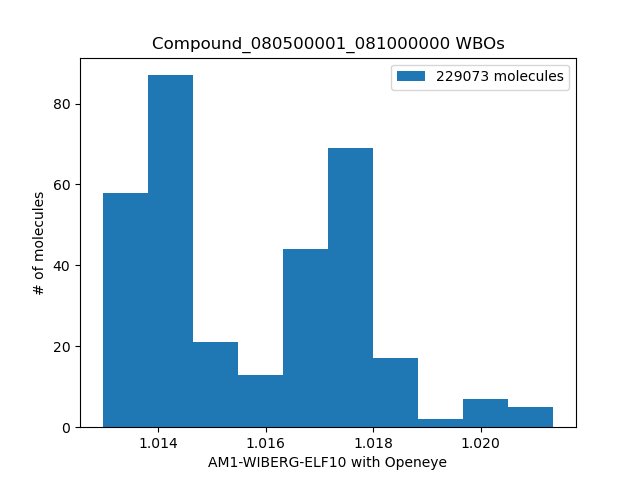 Compound_080500001_081000000 WBOs
229073 molecules
# of molecules
80
60
40
20
0
1.014 1.016 1.018 1.020
AM1-WIBERG-ELF10 with Openeye